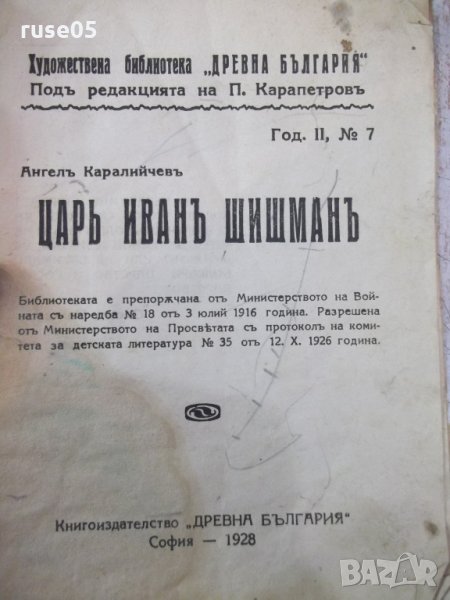 ruse05
Художествена библиотека „ДРЕВНА БЪЛГАРИЯ“
Подъ редакцията на П. Карапетровъ
Год. II, № 7
Ангелъ Каралийчевъ
ЦАРЬ ИВАНЪ ШИШМАНЪ
Библиотеката е препоръчана отъ Министерството на Вой-
ната съ наредба № 18 отъ 3 юлий 1916 година. Разрешена
отъ Министерството на Просвѣтата съ протоколъ на коми-
тета за детската литература № 35 отъ 12. X. 1926 година.
Книгоиздателство „ДРЕВНА БЪЛГАРИЯ“
София — 1928
BAZAR
bg